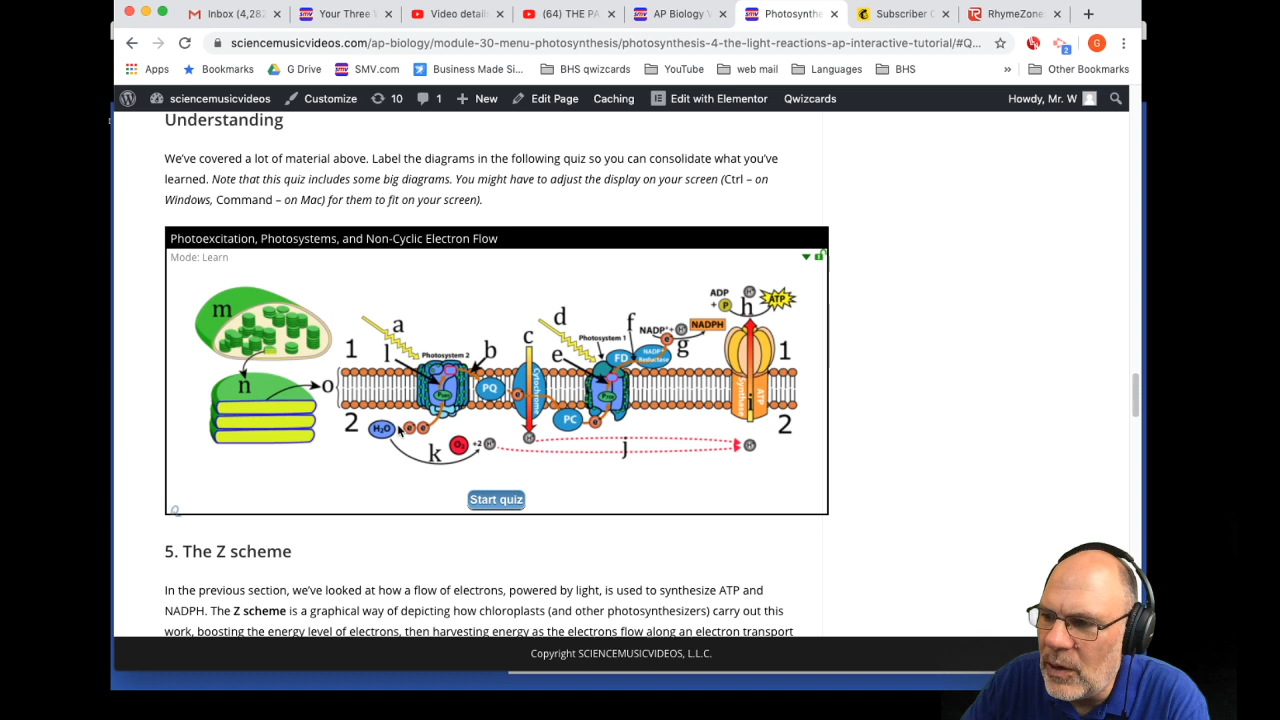 Inbox (4,282
Your Three W
Video details
(64) THE PA
AP Biology V
Photosynthe
Subscriber C
RhymeZone:
sciencemusicvideos.com/ap-biology/module-30-menu-photosynthesis/photosynthesis-4-the-light-reactions-ap-interactive-tutorial/#Q...
G
2
Apps
Bookmarks
G Drive
SMV.com
Business Made Si...
BHS qwizcards
YouTube
web mail
Languages
BHS
»
Other Bookmarks
sciencemusicvideos
Customize
10
1
New
Edit Page
Caching
Edit with Elementor
Qwizcards
Howdy, Mr. W
Understanding
We've covered a lot of material above. Label the diagrams in the following quiz so you can consolidate what you've
learned. Note that this quiz includes some big diagrams. You might have to adjust the display on your screen (Ctrl – on
Windows, Command – on Mac) for them to fit on your screen).
Photoexcitation, Photosystems, and Non-Cyclic Electron Flow
Mode: Learn
m
n
o
1
2
a
l
Photosystem 2
b
PQ
c
Cytochrome
d
e
Photosystem 1
f
FD
NADP+
H+
NADPH
NADP+
Reductase
e
g
ADP
+ P
H+
h
ATP
1
2
ATP
Synthase
H2O
e
e
k
O2
+2 H+
e
PC
e
H+
j
H+
Start quiz
5. The Z scheme
In the previous section, we've looked at how a flow of electrons, powered by light, is used to synthesize ATP and
NADPH. The Z scheme is a graphical way of depicting how chloroplasts (and other photosynthesizers) carry out this
work, boosting the energy level of electrons, then harvesting energy as the electrons flow along an electron transport
Copyright SCIENCEMUSICVIDEOS, L.L.C.